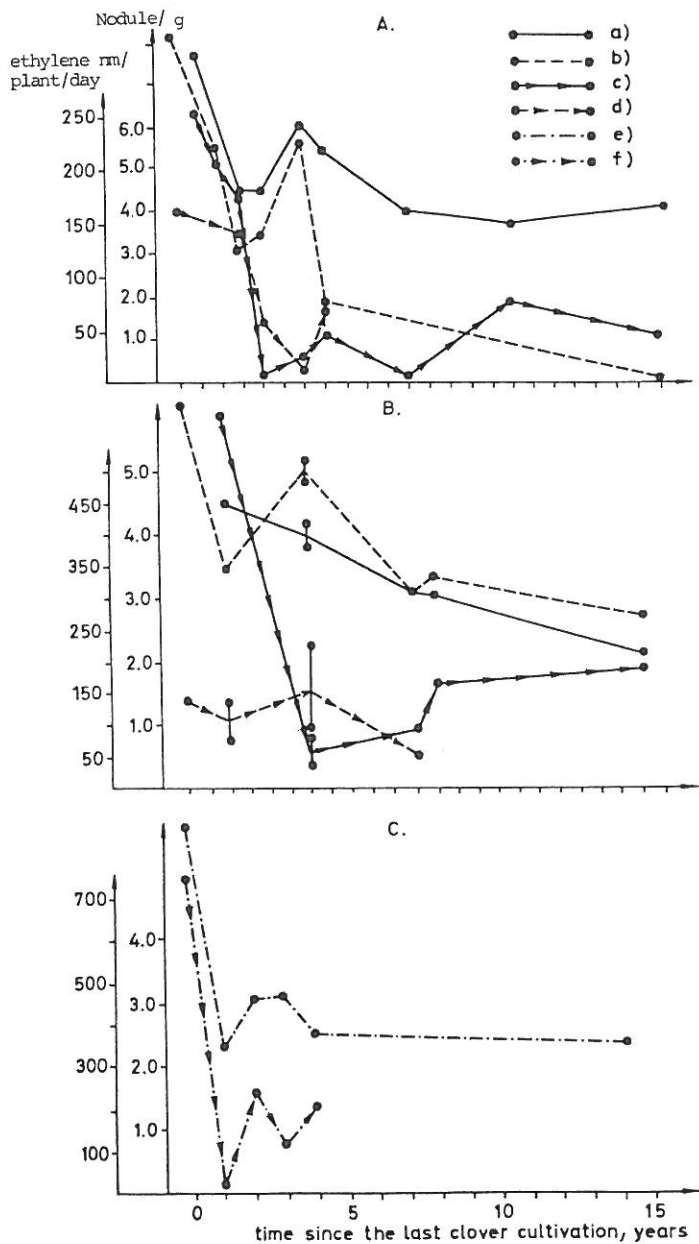 Nodule/ g
A.
ethylene nm/
plant/day
a)
b)
c)
d)
e)
f)
250
200
150
100
50
6.0
5.0
4.0
3.0
2.0
1.0
B.
450
350
250
150
50
5.0
4.0
3.0
2.0
1.0
C.
700
500
300
100
4.0
3.0
2.0
1.0
0 5 10 15
time since the last clover cultivation, years